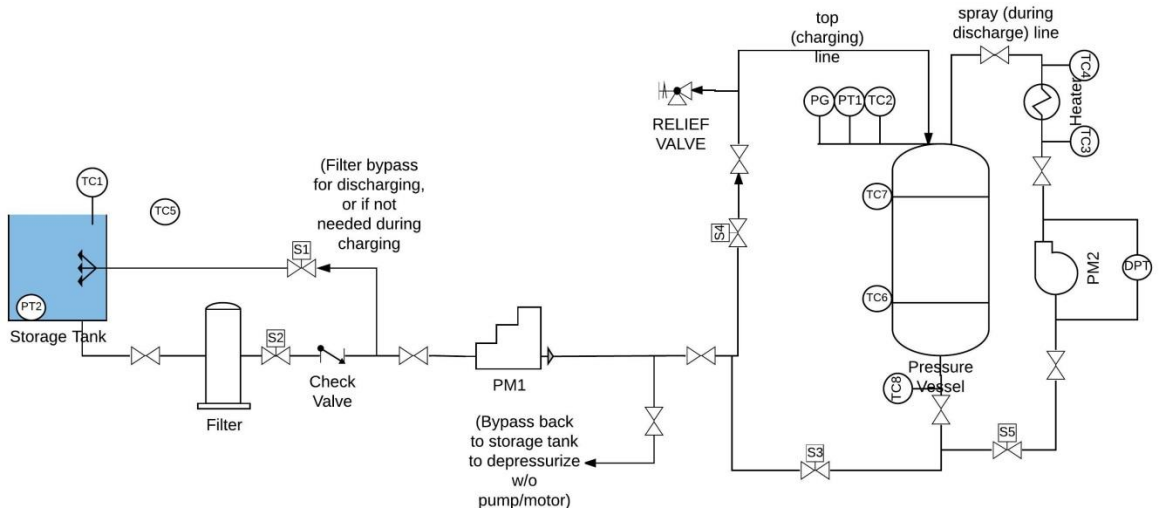 top
(charging)
line
spray (during
discharge) line
TC4
Heater
TC3
PG
PT1
TC2
RELIEF
VALVE
(Filter bypass
for discharging,
or if not
needed during
charging
TC1
TC5
TC7
S4
S1
PM2
DPT
TC6
PT2
Storage Tank
S2
Check
Valve
Filter
PM1
Pressure
Vessel
TC8
(Bypass back
to storage tank
to depressurize
w/o
pump/motor)
S3
S5